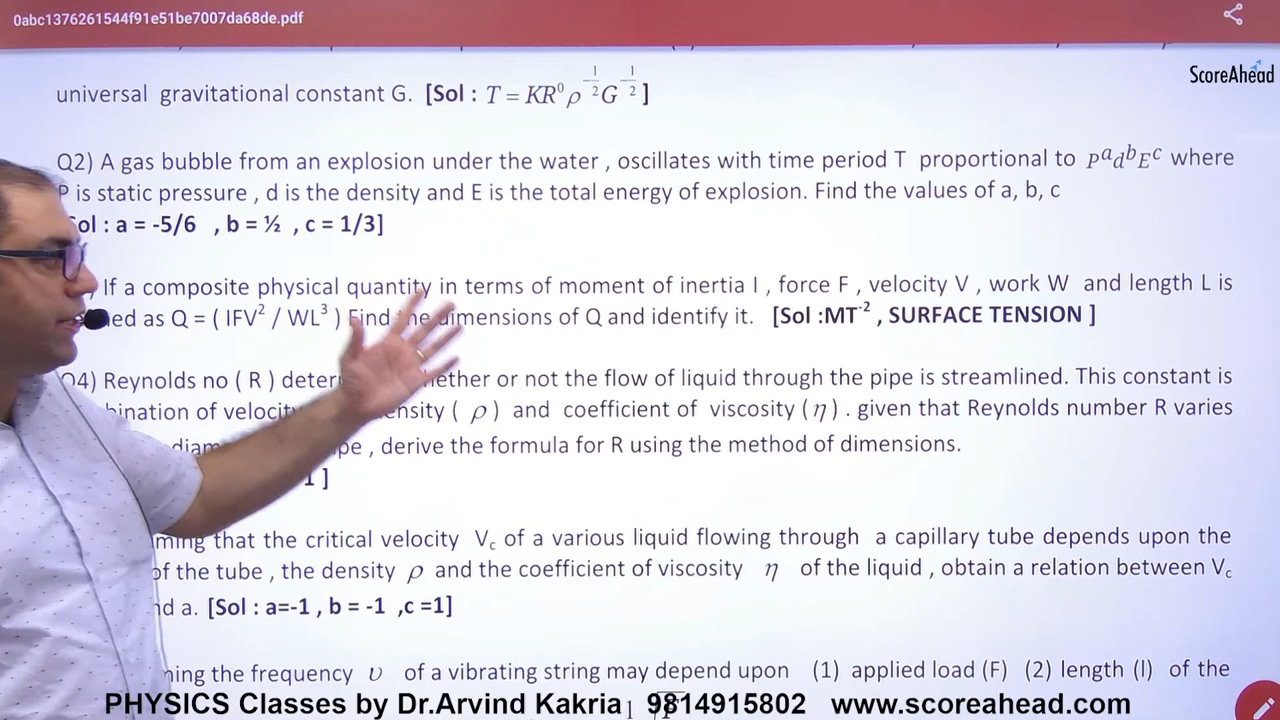 0abc1376261544f91e51be7007da68de.pdf
ScoreAhead
universal gravitational constant G. [Sol : T = KR⁰ρ^{-1/2}G^{-1/2} ]
Q2) A gas bubble from an explosion under the water , oscillates with time period T proportional to PᵃdᵇEᶜ where
P is static pressure , d is the density and E is the total energy of explosion. Find the values of a, b, c
ol : a = -5/6 , b = ½ , c = 1/3]
If a composite physical quantity in terms of moment of inertia I , force F , velocity V , work W and length L is
ed as Q = ( IFV² / WL³ ) Find the dimensions of Q and identify it. [Sol :MT⁻² , SURFACE TENSION ]
Q4) Reynolds no ( R ) deter hether or not the flow of liquid through the pipe is streamlined. This constant is
bination of velocit ensity ( ρ ) and coefficient of viscosity ( η ) . given that Reynolds number R varies
diam pe , derive the formula for R using the method of dimensions.
1 ]
ming that the critical velocity V꜀ of a various liquid flowing through a capillary tube depends upon the
of the tube , the density ρ and the coefficient of viscosity η of the liquid , obtain a relation between V꜀
nd a. [Sol : a=-1 , b = -1 ,c =1]
ing the frequency υ of a vibrating string may depend upon (1) applied load (F) (2) length (l) of the
PHYSICS Classes by Dr.Arvind Kakria 9814915802 www.scoreahead.com